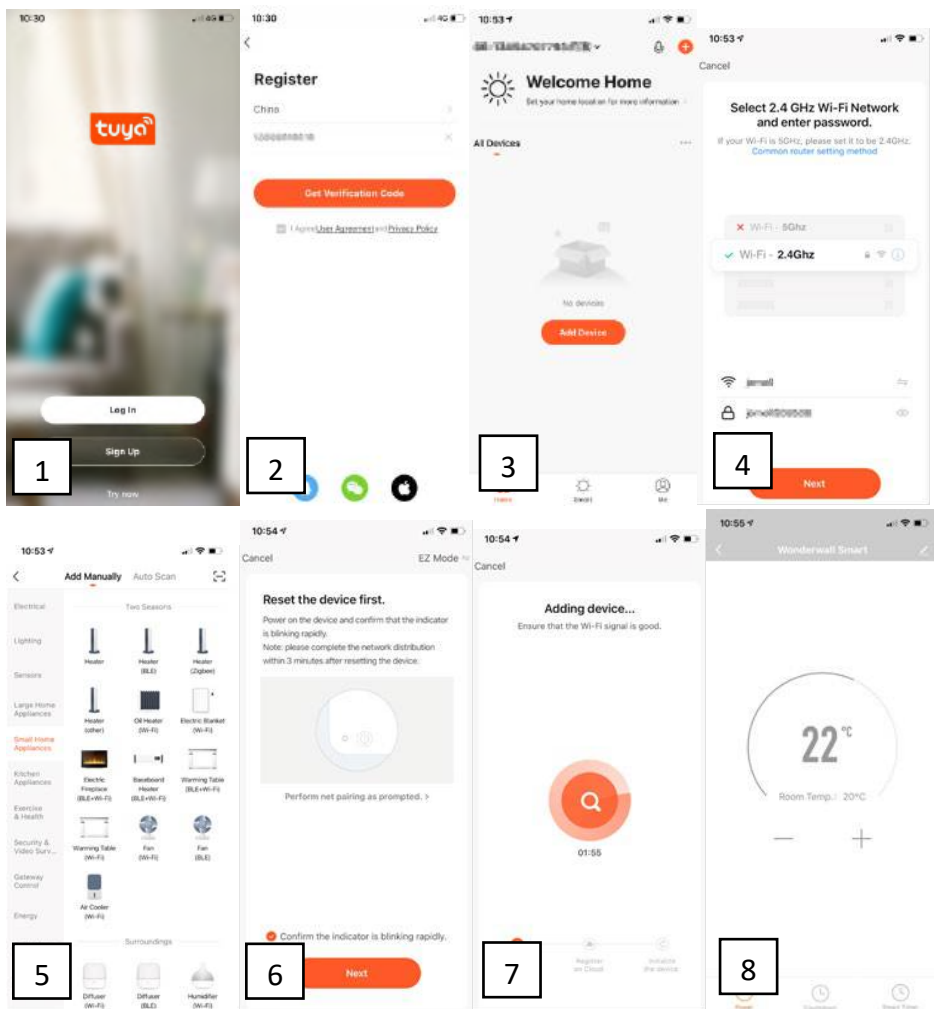 10:30
4G
tuya
Log In
Sign Up
Try now
1
10:30
4G
Register
China
Get Verification Code
I Agree User Agreement and Privacy Policy
2
10:53
Welcome Home
Set your home location for more information
All Devices
No devices
Add Device
Home
Smart
Me
3
10:53
Cancel
Select 2.4 GHz Wi-Fi Network
and enter password.
If your Wi-Fi is 5GHz, please set it to be 2.4GHz.
Common router setting method
Wi-Fi - 5Ghz
Wi-Fi - 2.4Ghz
Next
4
10:53
Add Manually Auto Scan
Electrical
Lighting
Sensors
Large Home
Appliances
Small Home
Appliances
Kitchen
Appliances
Exercise
& Health
Security &
Video Surv...
Gateway
Control
Energy
Two Seasons
Heater
Heater
(BLE)
Heater
(Zigbee)
Heater
(other)
Oil Heater
(Wi-Fi)
Electric Blanket
(Wi-Fi)
Electric
Fireplace
(BLE+Wi-Fi)
Baseboard
Heater
(BLE+Wi-Fi)
Warming Table
(BLE+Wi-Fi)
Warming Table
(Wi-Fi)
Fan
(Wi-Fi)
Fan
(BLE)
Air Cooler
(Wi-Fi)
Surroundings
Diffuser
(Wi-Fi)
Diffuser
(BLE)
Humidifier
(Wi-Fi)
5
10:54
Cancel EZ Mode
Reset the device first.
Power on the device and confirm that the indicator
is blinking rapidly.
Note: please complete the network distribution
within 3 minutes after resetting the device.
Perform net pairing as prompted. >
Confirm the indicator is blinking rapidly.
Next
6
10:54
Cancel
Adding device...
Ensure that the Wi-Fi signal is good.
01:55
Register
on Cloud
Initialize
the device
7
10:55
Wonderwall Smart
22 °C
Room Temp.: 20°C
Power
Countdown
Smart Timer
8